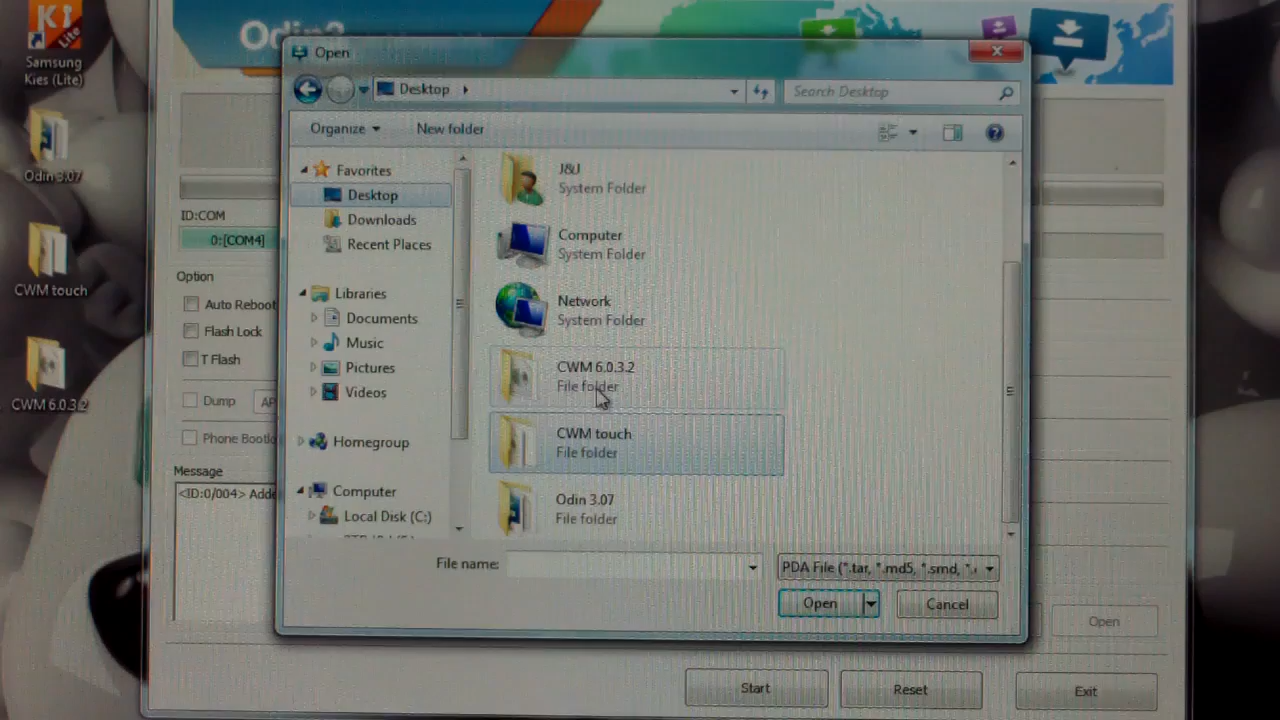 Samsung
Kies (Lite)
Odin 3.07
CWM touch
CWM 6.0.3.2
Odin3
ID:COM
0:[COM4]
Option
Auto Reboot
Flash Lock
T Flash
Dump
AP
Phone Bootlo
Message
<ID:0/004> Adde
Open
Desktop
Search Desktop
Organize
New folder
Favorites
Desktop
Downloads
Recent Places
Libraries
Documents
Music
Pictures
Videos
Homegroup
Computer
Local Disk (C:)
J&J
System Folder
Computer
System Folder
Network
System Folder
CWM 6.0.3.2
File folder
CWM touch
File folder
Odin 3.07
File folder
File name:
PDA File (*.tar, *.md5, *.smd, *.
Open
Cancel
Open
Start
Reset
Exit